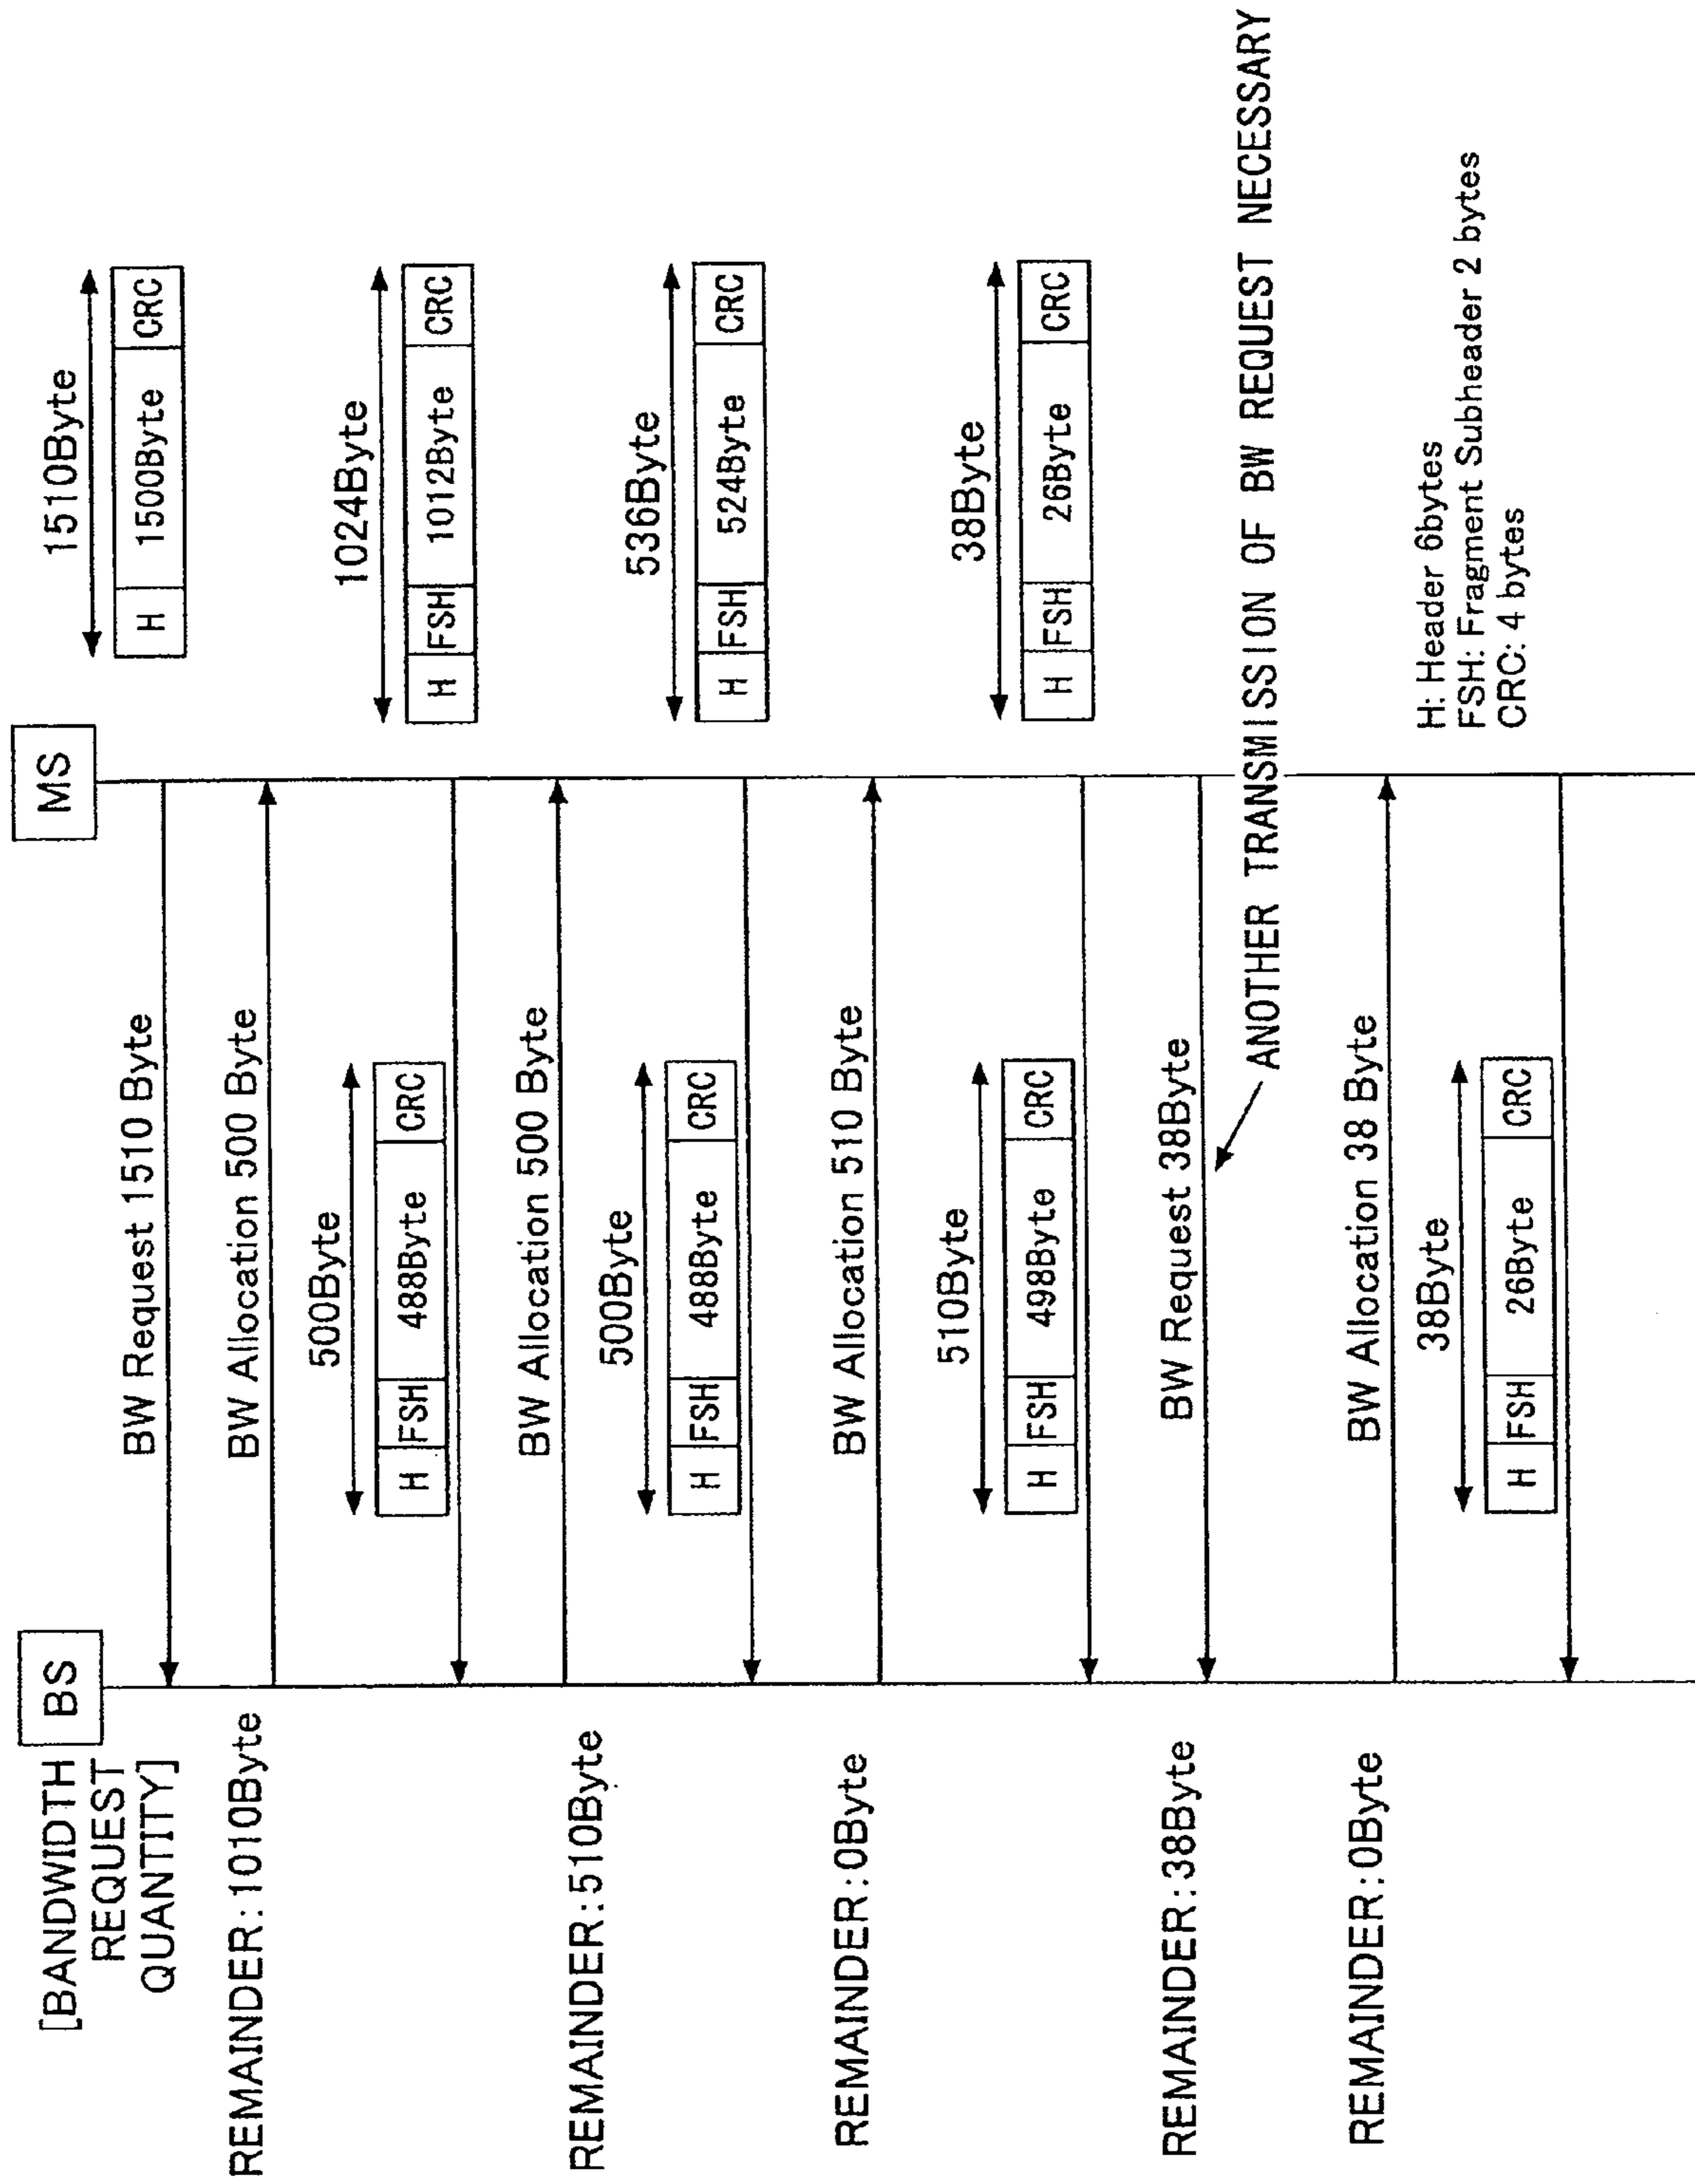 [BANDWIDTH
REQUEST
QUANTITY]
BS
MS
BW Request 1510 Byte
1510Byte
H 1500Byte CRC
REMAINDER:1010Byte
BW Allocation 500 Byte
500Byte
H FSH 488Byte CRC
1024Byte
H FSH 1012Byte CRC
REMAINDER:510Byte
BW Allocation 500 Byte
500Byte
H FSH 488Byte CRC
536Byte
H FSH 524Byte CRC
REMAINDER:0Byte
BW Allocation 510 Byte
510Byte
H FSH 498Byte CRC
38Byte
H FSH 26Byte CRC
REMAINDER:38Byte
BW Request 38Byte
ANOTHER TRANSMISSION OF BW REQUEST NECESSARY
REMAINDER:0Byte
BW Allocation 38 Byte
38Byte
H FSH 26Byte CRC
H: Header 6bytes
FSH: Fragment Subheader 2 bytes
CRC: 4 bytes